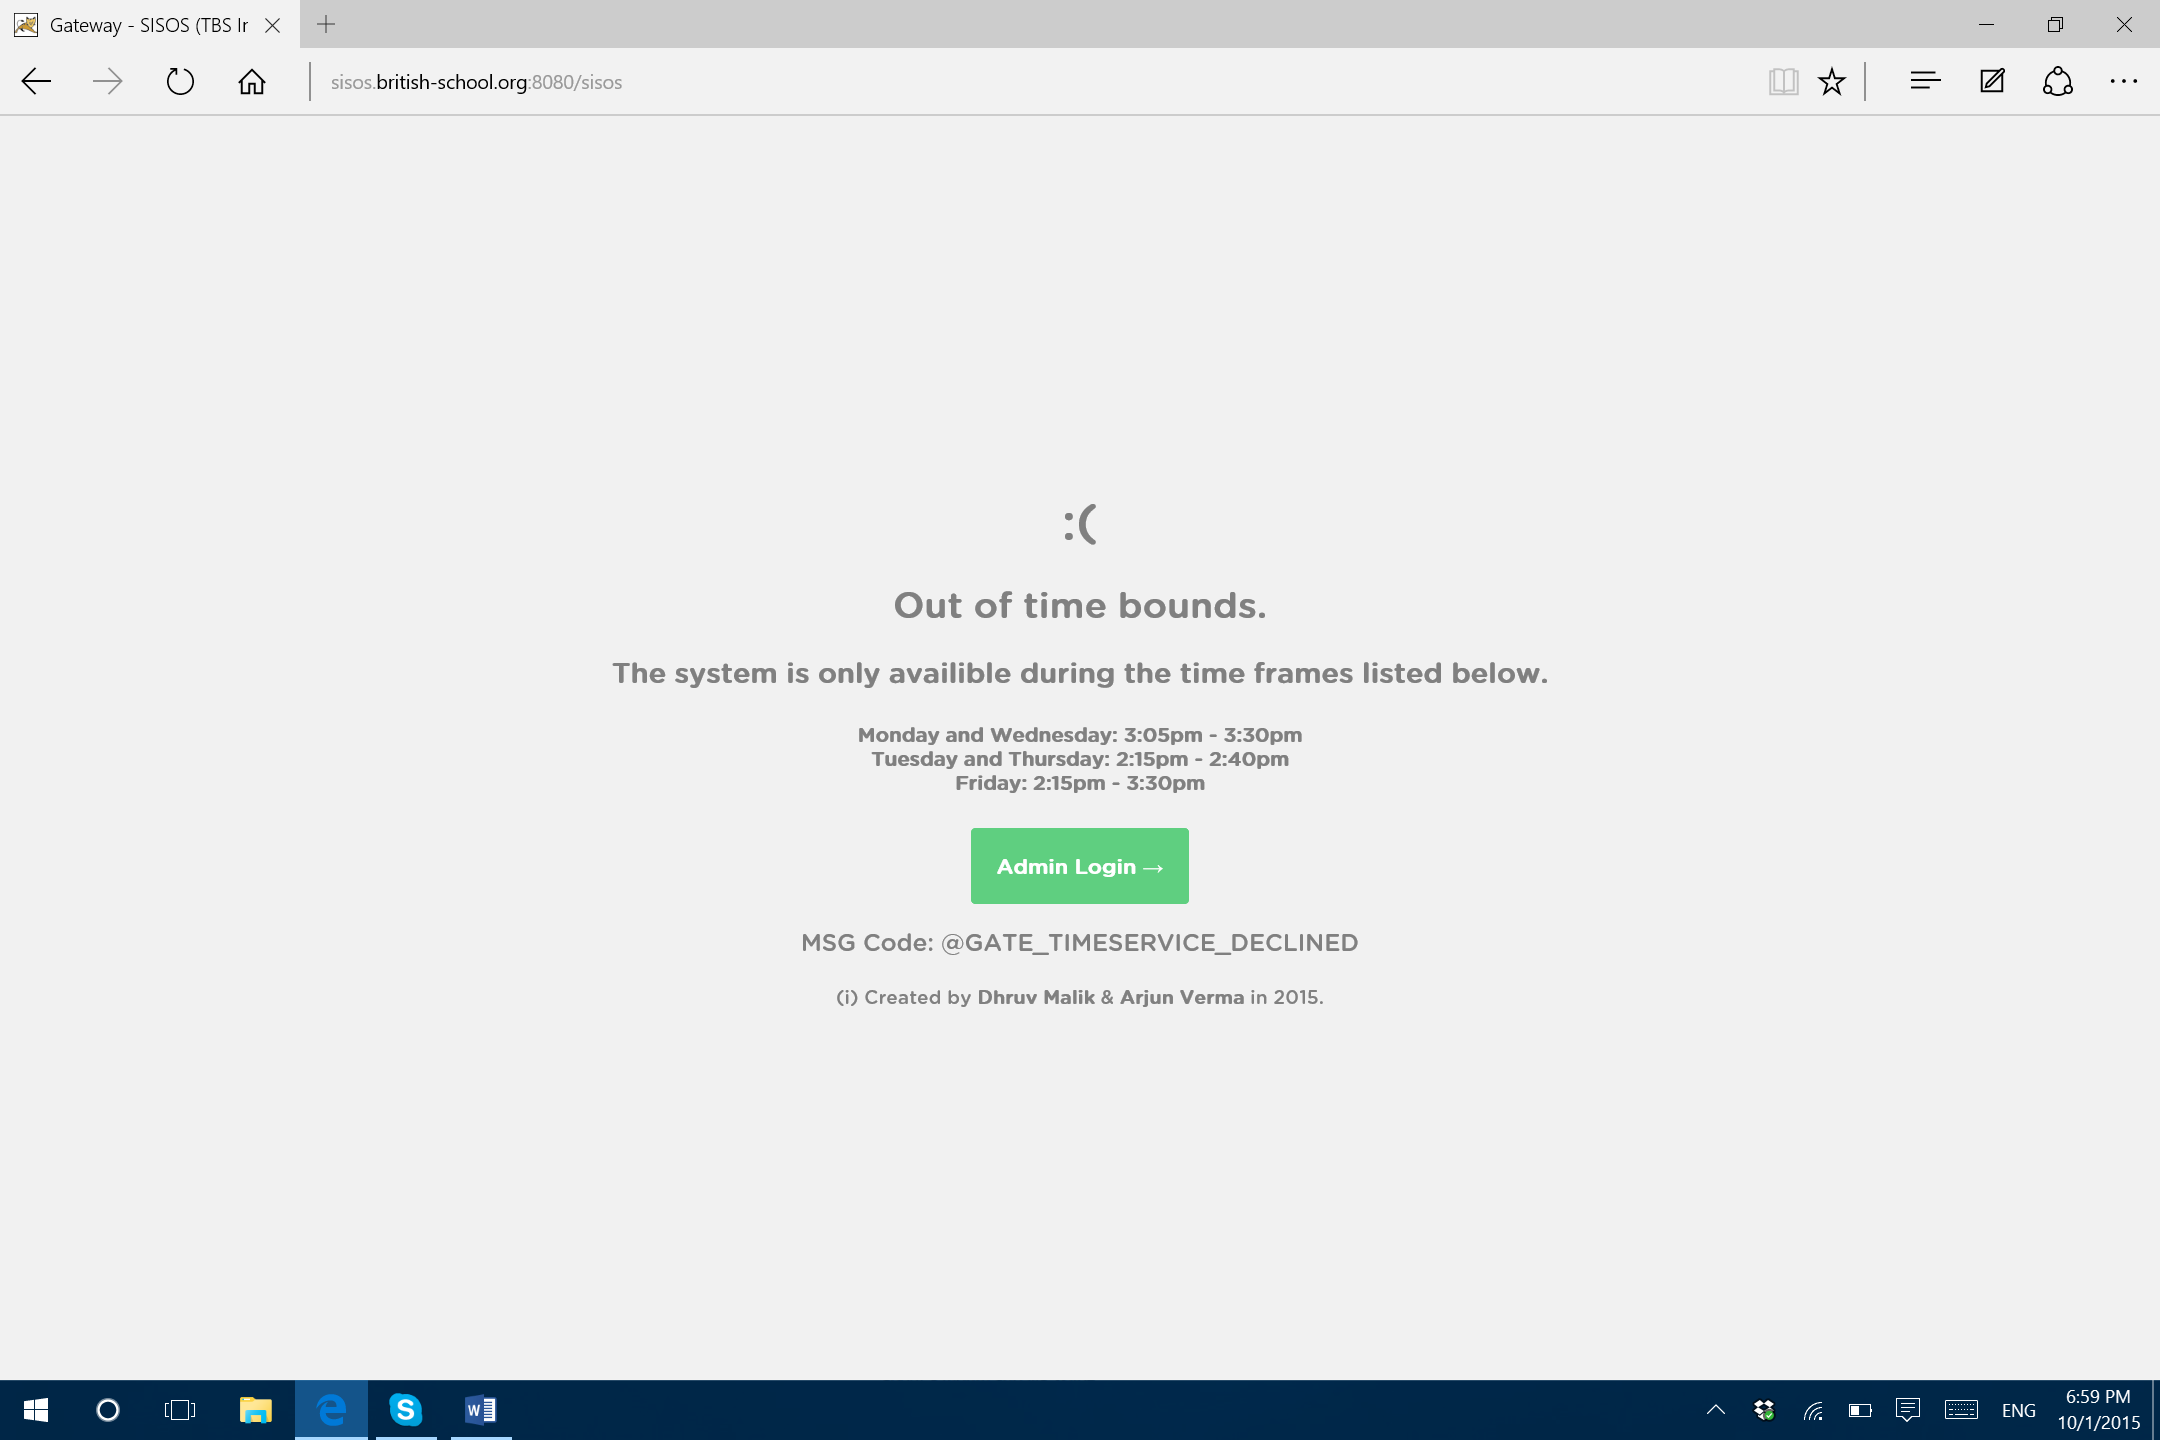 Gateway - SISOS (TBS Ir
sisos.british-school.org:8080/sisos
:(
Out of time bounds.
The system is only availible during the time frames listed below.
Monday and Wednesday: 3:05pm - 3:30pm
Tuesday and Thursday: 2:15pm - 2:40pm
Friday: 2:15pm - 3:30pm
Admin Login →
MSG Code: @GATE_TIMESERVICE_DECLINED
(i) Created by Dhruv Malik & Arjun Verma in 2015.
ENG
6:59 PM
10/1/2015